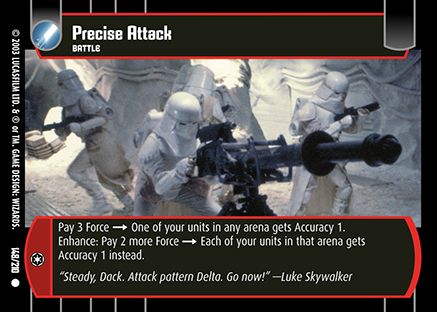 Precise Attack
BATTLE
Pay 3 Force → One of your units in any arena gets Accuracy 1.
Enhance: Pay 2 more Force → Each of your units in that arena gets
Accuracy 1 instead.
“Steady, Dack. Attack pattern Delta. Go now!” —Luke Skywalker
© 2003 LUCASFILM LTD. & ® or TM. GAME DESIGN: WIZARDS.
148/210